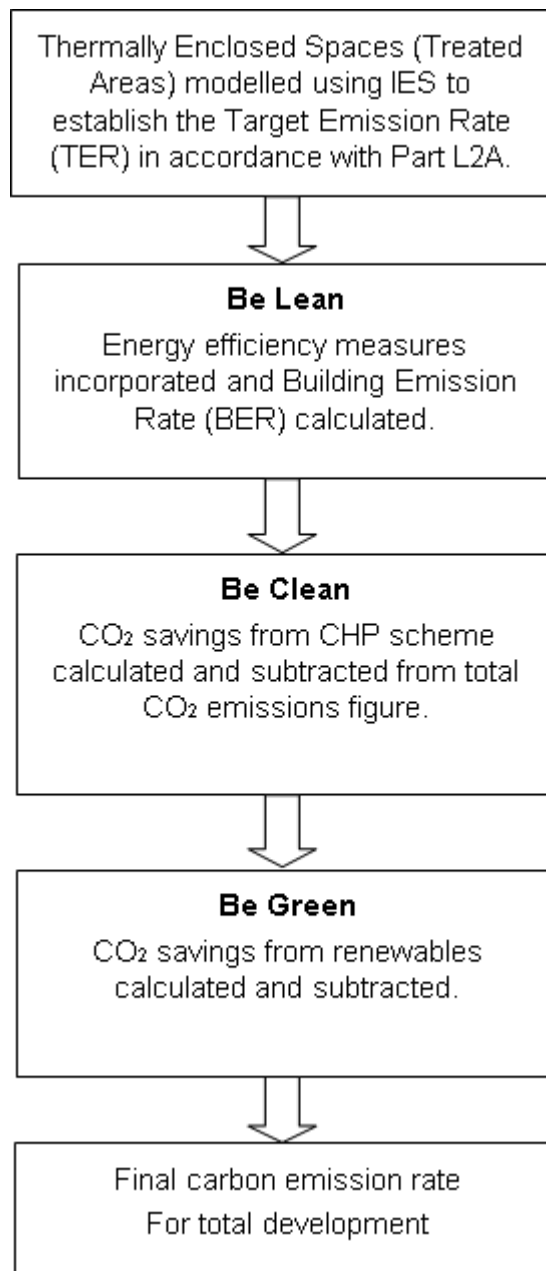 Thermally Enclosed Spaces (Treated
Areas) modelled using IES to
establish the Target Emission Rate
(TER) in accordance with Part L2A.
Be Lean
Energy efficiency measures
incorporated and Building Emission
Rate (BER) calculated.
Be Clean
CO₂ savings from CHP scheme
calculated and subtracted from total
CO₂ emissions figure.
Be Green
CO₂ savings from renewables
calculated and subtracted.
Final carbon emission rate
For total development